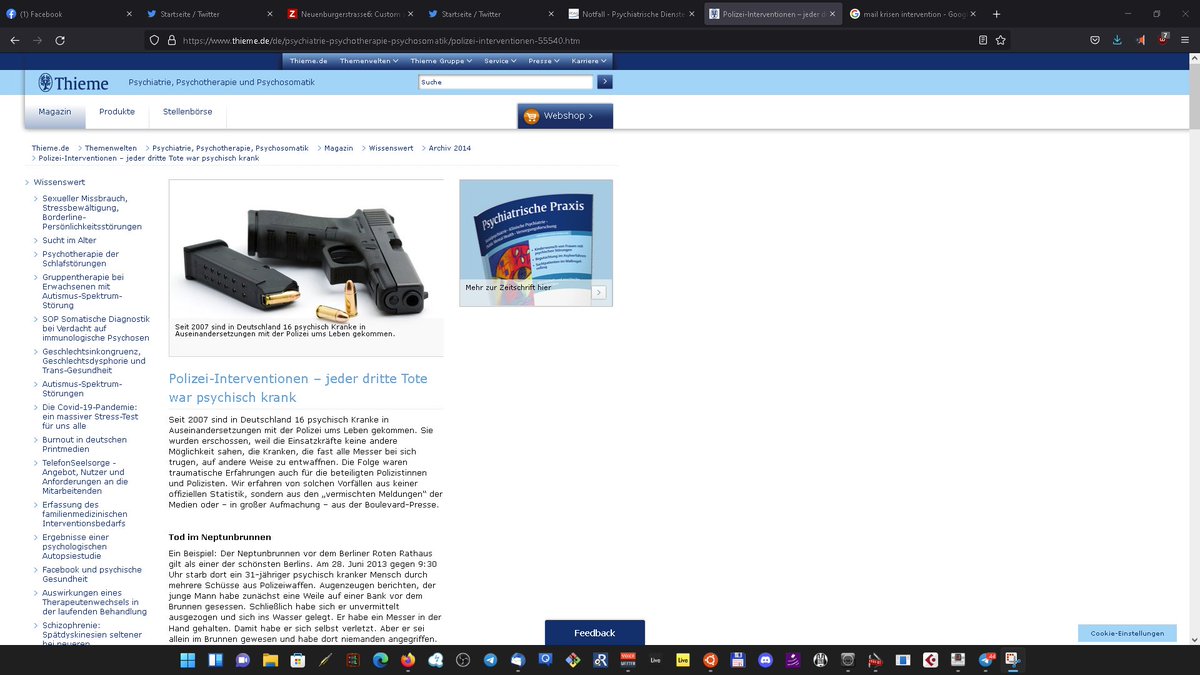 (1) Facebook
Startseite / Twitter
Neuenburgerstrasse6: Custom
Startseite / Twitter
Notfall - Psychiatrische Dienste
Polizei-Interventionen – jeder d
mail krisen intervention - Goog
https://www.thieme.de/de/psychiatrie-psychotherapie-psychosomatik/polizei-interventionen-55540.htm
7
Thieme.de Themenwelten Thieme Gruppe Service Presse Karriere
Thieme
Psychiatrie, Psychotherapie und Psychosomatik
Suche
Magazin Produkte Stellenbörse
Webshop
Thieme.de > Themenwelten > Psychiatrie, Psychotherapie, Psychosomatik > Magazin > Wissenswert > Archiv 2014
> Polizei-Interventionen – jeder dritte Tote war psychisch krank
Wissenswert
Sexueller Missbrauch,
Stressbewältigung,
Borderline-
Persönlichkeitsstörungen
Sucht im Alter
Psychotherapie der
Schlafstörungen
Gruppentherapie bei
Erwachsenen mit
Autismus-Spektrum-
Störung
SOP Somatische Diagnostik
bei Verdacht auf
immunologische Psychosen
Geschlechtsinkongruenz,
Geschlechtsdysphorie und
Trans-Gesundheit
Autismus-Spektrum-
Störungen
Die Covid-19-Pandemie:
ein massiver Stress-Test
für uns alle
Burnout in deutschen
Printmedien
TelefonSeelsorge -
Angebot, Nutzer und
Anforderungen an die
Mitarbeitenden
Erfassung des
familienmedizinischen
Interventionsbedarfs
Ergebnisse einer
psychologischen
Autopsiestudie
Facebook und psychische
Gesundheit
Auswirkungen eines
Therapeutenwechsels in
der laufenden Behandlung
Schizophrenie:
Spätdyskinesien seltener
bei neueren
Seit 2007 sind in Deutschland 16 psychisch Kranke in
Auseinandersetzungen mit der Polizei ums Leben gekommen.
Polizei-Interventionen – jeder dritte Tote
war psychisch krank
Seit 2007 sind in Deutschland 16 psychisch Kranke in
Auseinandersetzungen mit der Polizei ums Leben gekommen. Sie
wurden erschossen, weil die Einsatzkräfte keine andere
Möglichkeit sahen, die Kranken, die fast alle Messer bei sich
trugen, auf andere Weise zu entwaffnen. Die Folge waren
traumatische Erfahrungen auch für die beteiligten Polizistinnen
und Polizisten. Wir erfahren von solchen Vorfällen aus keiner
offiziellen Statistik, sondern aus den „vermischten Meldungen" der
Medien oder – in großer Aufmachung – aus der Boulevard-Presse.
Tod im Neptunbrunnen
Ein Beispiel: Der Neptunbrunnen vor dem Berliner Roten Rathaus
gilt als einer der schönsten Berlins. Am 28. Juni 2013 gegen 9:30
Uhr starb dort ein 31-jähriger psychisch kranker Mensch durch
mehrere Schüsse aus Polizeiwaffen. Augenzeugen berichten, der
junge Mann habe zunächst eine Weile auf einer Bank vor dem
Brunnen gesessen. Schließlich habe er sich unvermittelt
ausgezogen und sich ins Wasser gelegt. Er habe ein Messer in der
Hand gehalten. Damit habe er sich selbst verletzt. Aber er sei
allein im Brunnen gewesen und habe dort niemanden angegriffen.
Psychiatrische Praxis
Mehr zur Zeitschrift hier
Feedback
Cookie-Einstellungen